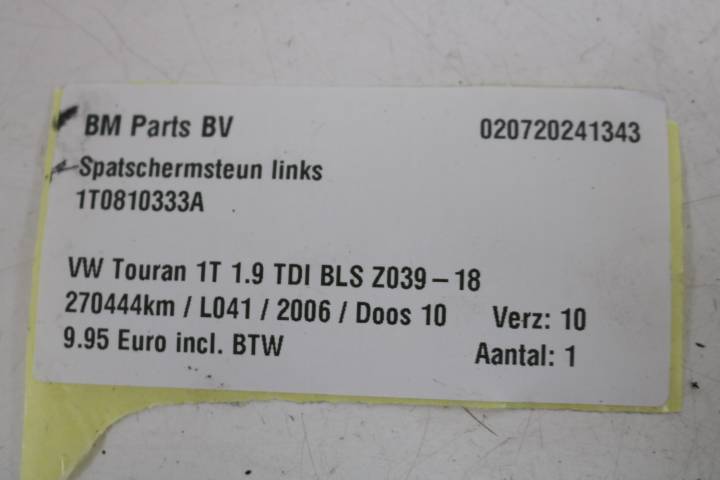 BM Parts BV 020720241343
Spatschermsteun links
1T0810333A
VW Touran 1T 1.9 TDI BLS Z039 – 18
270444km / L041 / 2006 / Doos 10 Verz: 10
9.95 Euro incl. BTW Aantal: 1